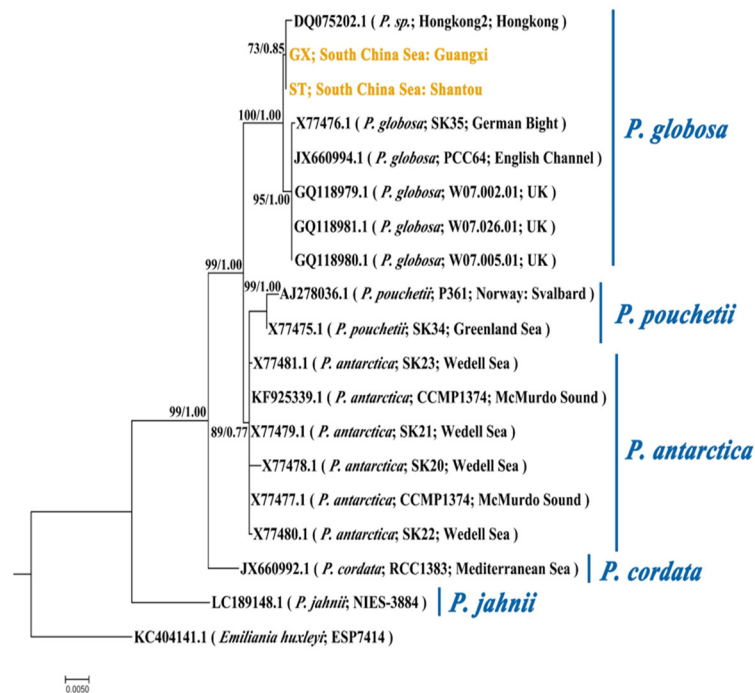 DQ075202.1 ( P. sp.; Hongkong2; Hongkong )
73/0.85
GX; South China Sea: Guangxi
ST; South China Sea: Shantou
100/1.00
X77476.1 ( P. globosa; SK35; German Bight )
P. globosa
JX660994.1 ( P. globosa; PCC64; English Channel )
GQ118979.1 ( P. globosa; W07.002.01; UK )
95/1.00
GQ118981.1 ( P. globosa; W07.026.01; UK )
GQ118980.1 ( P. globosa; W07.005.01; UK )
99/1.00
99/1.00
AJ278036.1 ( P. pouchetii; P361; Norway: Svalbard )
P. pouchetii
X77475.1 ( P. pouchetii; SK34; Greenland Sea )
X77481.1 ( P. antarctica; SK23; Wedell Sea )
KF925339.1 ( P. antarctica; CCMP1374; McMurdo Sound )
99/1.00
89/0.77
X77479.1 ( P. antarctica; SK21; Wedell Sea )
P. antarctica
X77478.1 ( P. antarctica; SK20; Wedell Sea )
X77477.1 ( P. antarctica; CCMP1374; McMurdo Sound )
X77480.1 ( P. antarctica; SK22; Wedell Sea )
JX660992.1 ( P. cordata; RCC1383; Mediterranean Sea )
P. cordata
LC189148.1 ( P. jahnii; NIES-3884 )
P. jahnii
KC404141.1 ( Emiliania huxleyi; ESP7414 )
0.0050